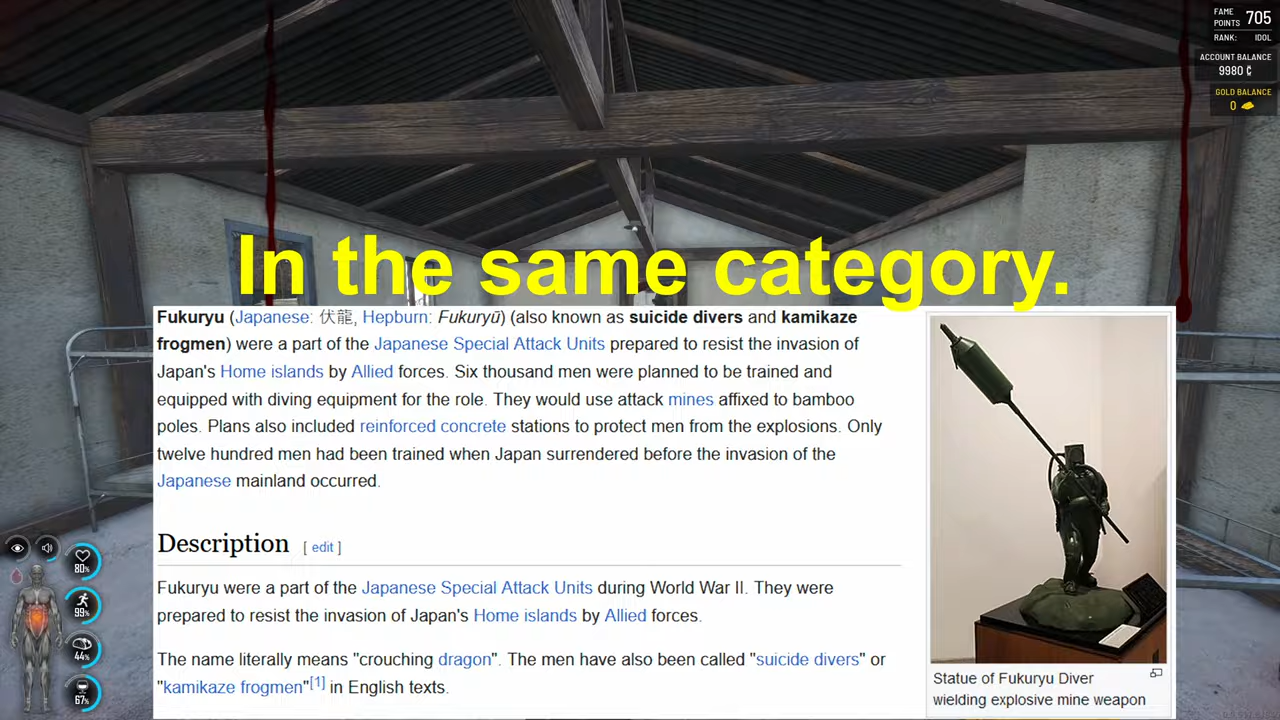 FAME
POINTS 705
RANK: IDOL
ACCOUNT BALANCE
9980 ₢
GOLD BALANCE
0
In the same category.
Fukuryu (Japanese: 伏龍, Hepburn: Fukuryū) (also known as suicide divers and kamikaze
frogmen) were a part of the Japanese Special Attack Units prepared to resist the invasion of
Japan's Home islands by Allied forces. Six thousand men were planned to be trained and
equipped with diving equipment for the role. They would use attack mines affixed to bamboo
poles. Plans also included reinforced concrete stations to protect men from the explosions. Only
twelve hundred men had been trained when Japan surrendered before the invasion of the
Japanese mainland occurred.
Description [ edit ]
Fukuryu were a part of the Japanese Special Attack Units during World War II. They were
prepared to resist the invasion of Japan's Home islands by Allied forces.
The name literally means "crouching dragon". The men have also been called "suicide divers" or
"kamikaze frogmen"[1] in English texts.
Statue of Fukuryu Diver
wielding explosive mine weapon
80%
99%
44%
67%